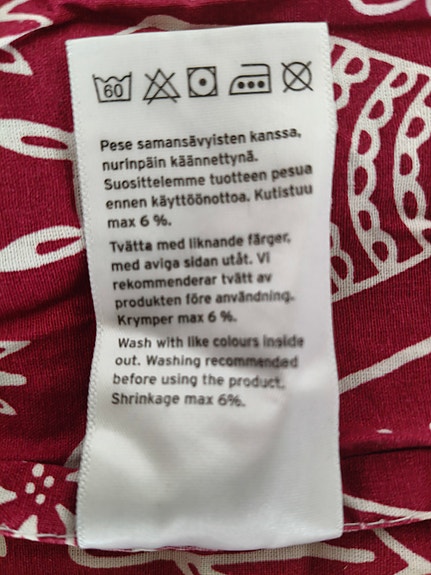 60
Pese samansävyisten kanssa,
nurinpäin käännettynä.
Suosittelemme tuotteen pesua
ennen käyttöönottoa. Kutistuu
max 6 %.
Tvätta med liknande färger,
med aviga sidan utåt. Vi
rekommenderar tvätt av
produkten före användning.
Krymper max 6 %.
Wash with like colours inside
out. Washing recommended
before using the product.
Shrinkage max 6%.